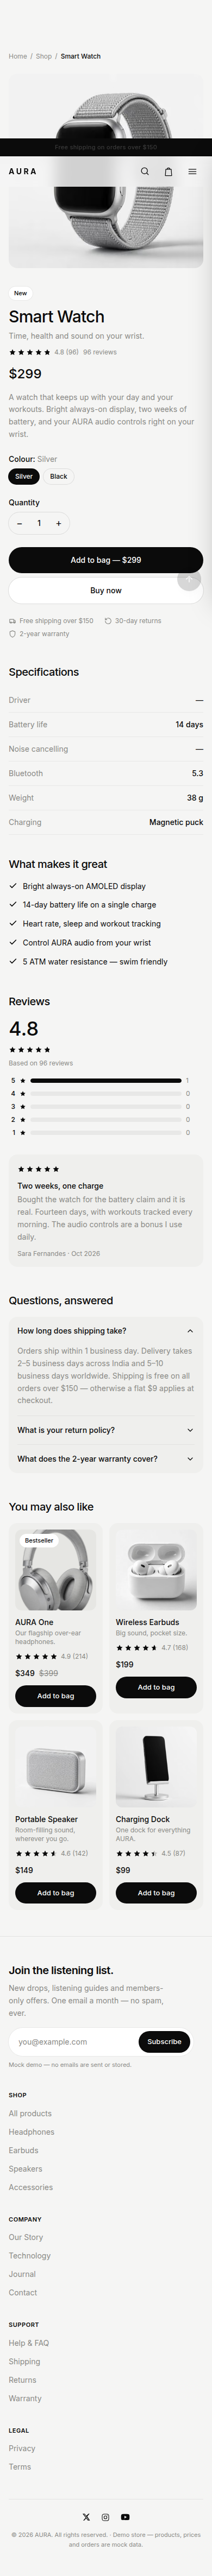 Home / Shop / Smart Watch
Free shipping on orders over $150
AURA
New
Smart Watch
Time, health and sound on your wrist.
4.8 (96) 96 reviews
$299
A watch that keeps up with your day and your
workouts. Bright always-on display, two weeks of
battery, and your AURA audio controls right on your
wrist.
Colour: Silver
Silver
Black
Quantity
− 1 +
Add to bag — $299
Buy now
Free shipping over $150
30-day returns
2-year warranty
Specifications
Driver —
Battery life 14 days
Noise cancelling —
Bluetooth 5.3
Weight 38 g
Charging Magnetic puck
What makes it great
Bright always-on AMOLED display
14-day battery life on a single charge
Heart rate, sleep and workout tracking
Control AURA audio from your wrist
5 ATM water resistance — swim friendly
Reviews
4.8
Based on 96 reviews
5 ★ 1
4 ★ 0
3 ★ 0
2 ★ 0
1 ★ 0
Two weeks, one charge
Bought the watch for the battery claim and it is
real. Fourteen days, with workouts tracked every
morning. The audio controls are a bonus I use
daily.
Sara Fernandes · Oct 2026
Questions, answered
How long does shipping take?
Orders ship within 1 business day. Delivery takes
2–5 business days across India and 5–10
business days worldwide. Shipping is free on all
orders over $150 — otherwise a flat $9 applies at
checkout.
What is your return policy?
What does the 2-year warranty cover?
You may also like
Bestseller
AURA One
Our flagship over-ear
headphones.
4.9 (214)
$349 $399
Add to bag
Wireless Earbuds
Big sound, pocket size.
4.7 (168)
$199
Add to bag
Portable Speaker
Room-filling sound,
wherever you go.
4.6 (142)
$149
Add to bag
Charging Dock
One dock for everything
AURA.
4.5 (87)
$99
Add to bag
Join the listening list.
New drops, listening guides and members-
only offers. One email a month — no spam,
ever.
you@example.com
Subscribe
Mock demo — no emails are sent or stored.
SHOP
All products
Headphones
Earbuds
Speakers
Accessories
COMPANY
Our Story
Technology
Journal
Contact
SUPPORT
Help & FAQ
Shipping
Returns
Warranty
LEGAL
Privacy
Terms
© 2026 AURA. All rights reserved. · Demo store — products, prices
and orders are mock data.